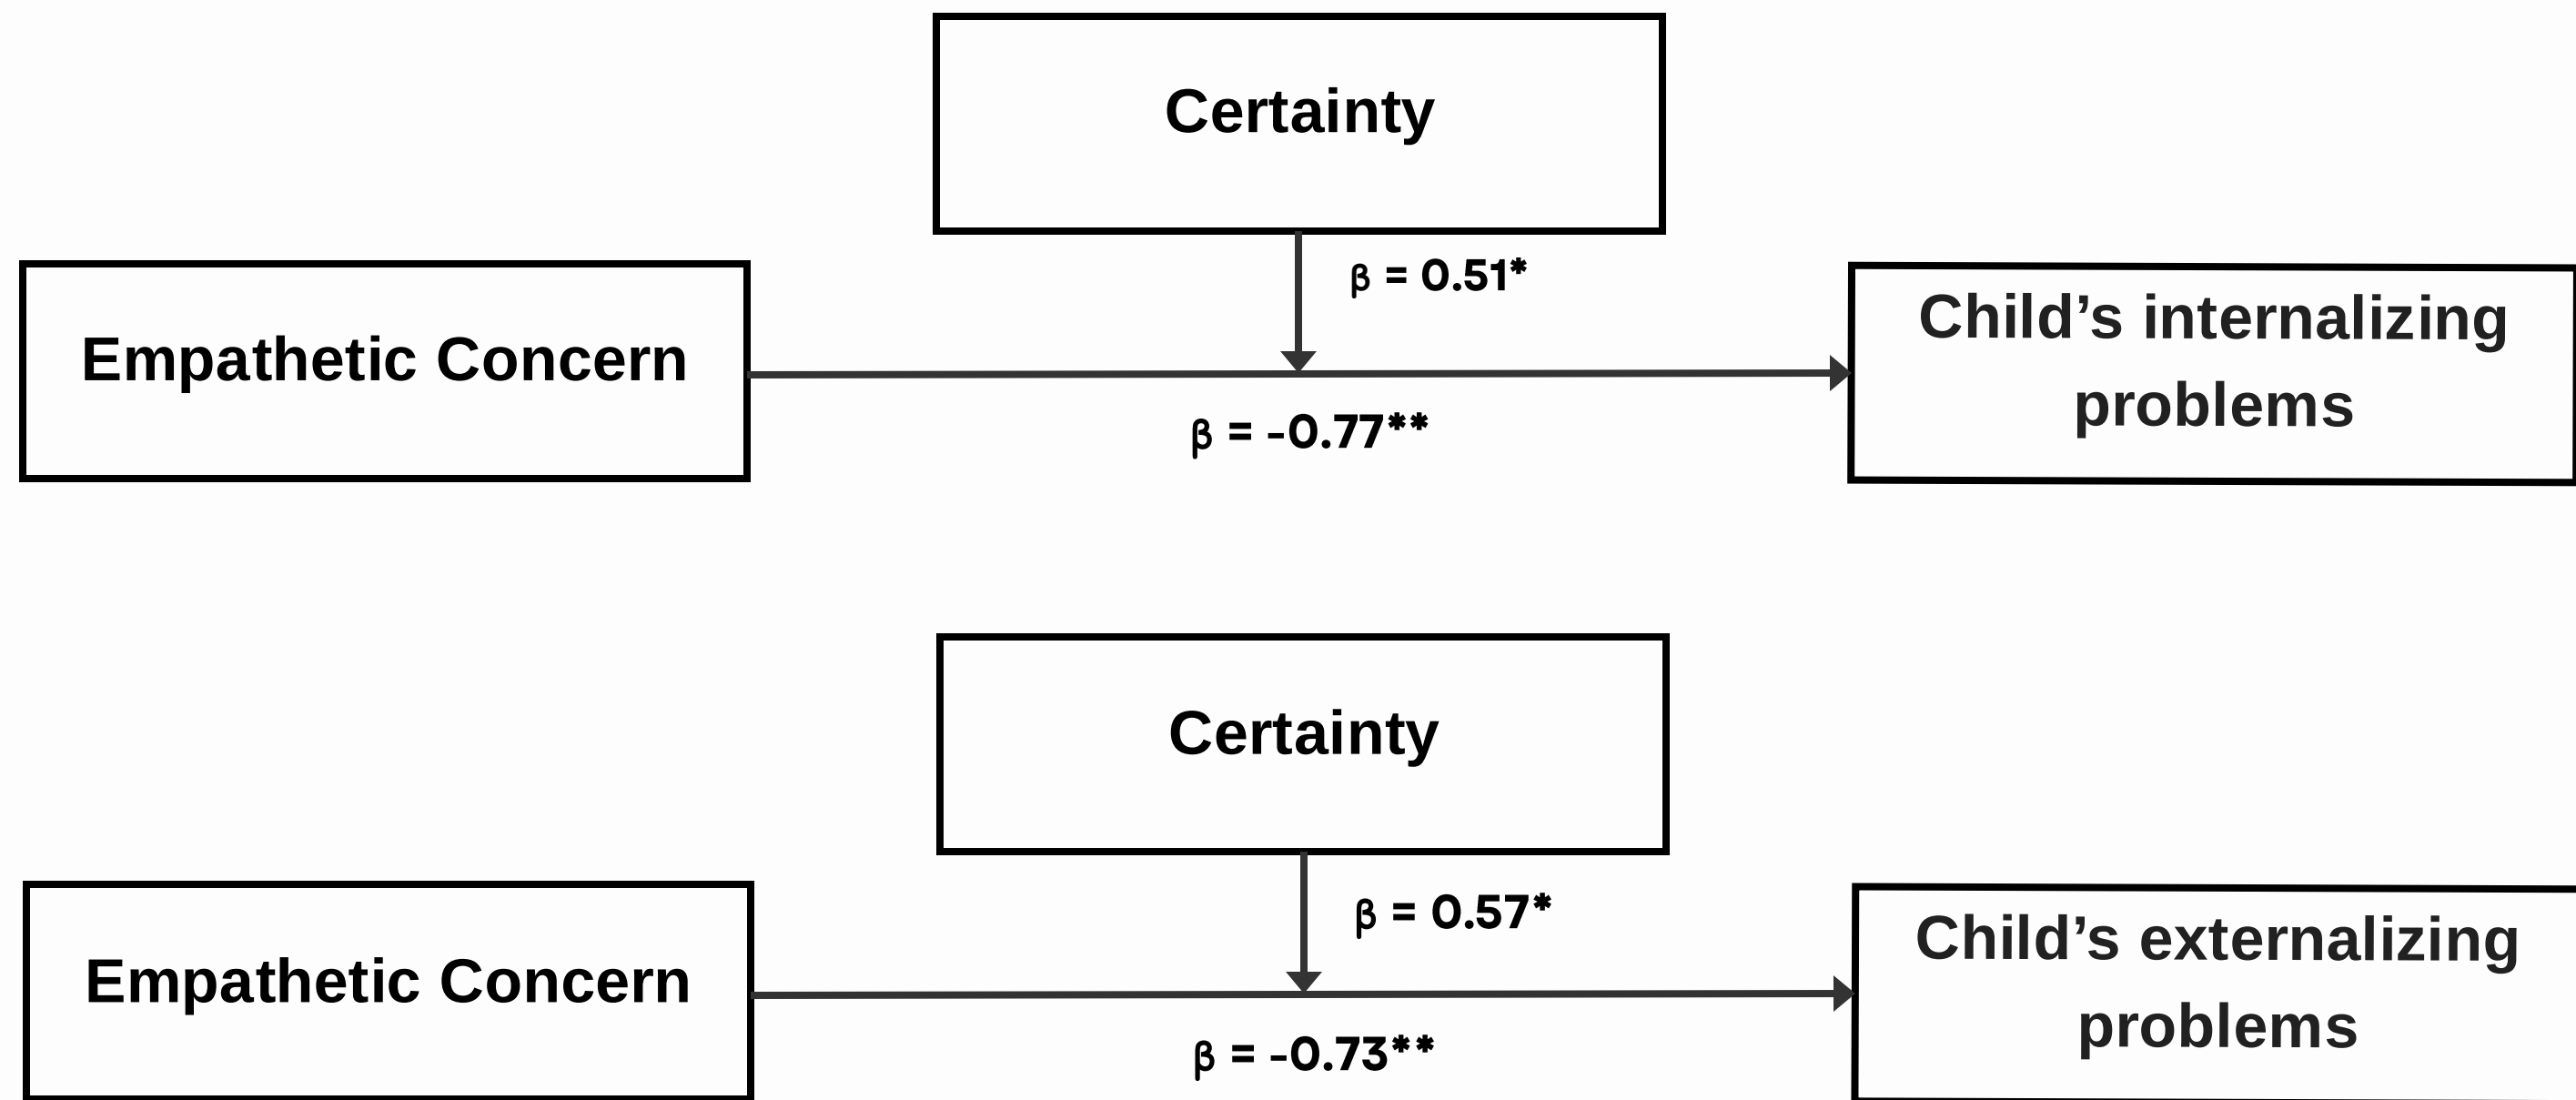 Certainty
β = 0.51*
Empathetic Concern
Child’s internalizing
problems
β = -0.77**
Certainty
β = 0.57*
Empathetic Concern
Child’s externalizing
problems
β = -0.73**